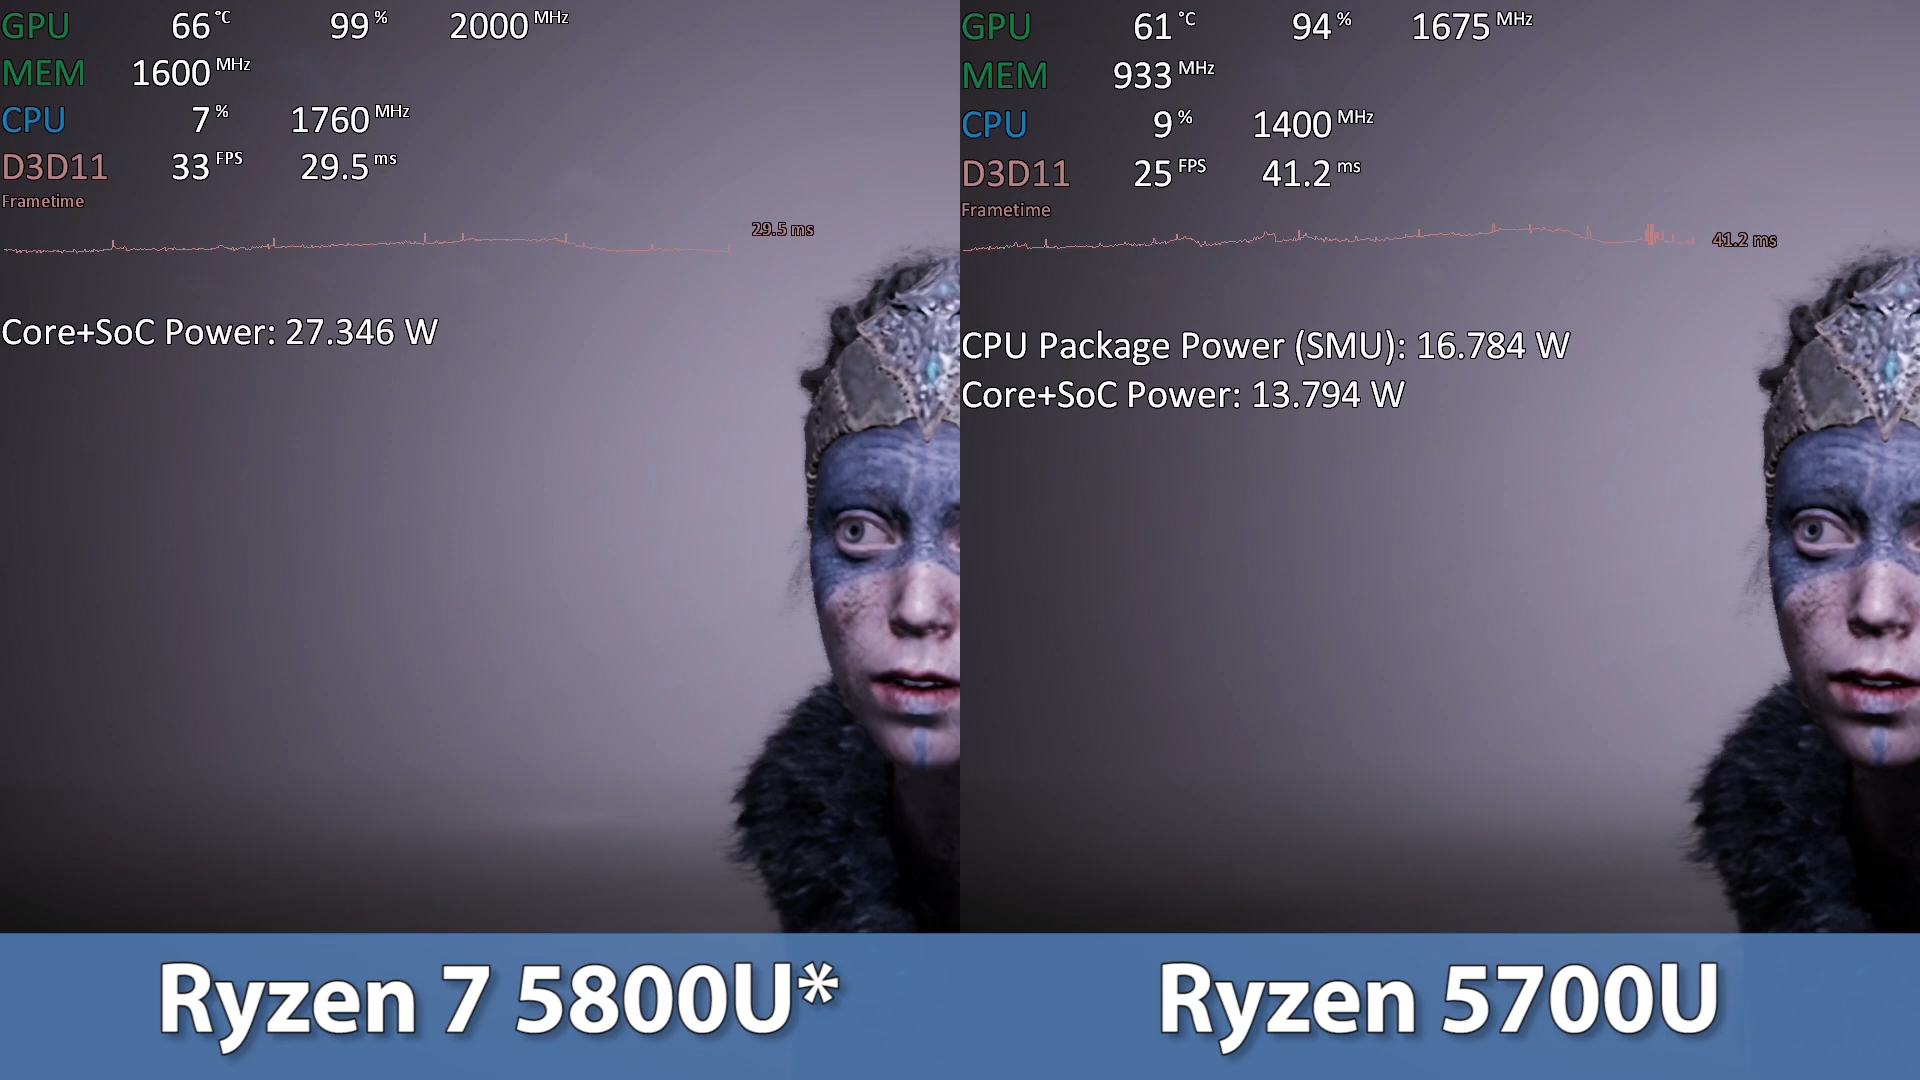 GPU 66 °C 99 % 2000 MHz
MEM 1600 MHz
CPU 7 % 1760 MHz
D3D11 33 FPS 29.5 ms
Frametime
29.5 ms
Core+SoC Power: 27.346 W
Ryzen 7 5800U*
GPU 61 °C 94 % 1675 MHz
MEM 933 MHz
CPU 9 % 1400 MHz
D3D11 25 FPS 41.2 ms
Frametime
41.2 ms
CPU Package Power (SMU): 16.784 W
Core+SoC Power: 13.794 W
Ryzen 5700U